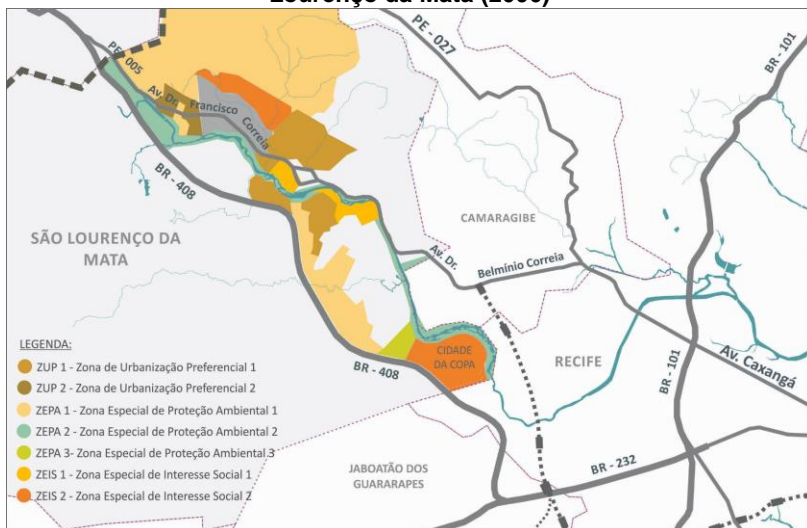 Lourenço da Mata (2006)
PE - 005
Av. Dr. Francisco Correia
PE - 027
BR - 101
BR - 408
SÃO LOURENÇO DA
MATA
CAMARAGIBE
Av. Dr. Belmínio Correia
CIDADE
DA COPA
RECIFE
BR - 101
Av. Caxangá
BR - 408
BR - 232
JABOATÃO DOS
GUARARAPES
LEGENDA:
ZUP 1 - Zona de Urbanização Preferencial 1
ZUP 2 - Zona de Urbanização Preferencial 2
ZEPA 1 - Zona Especial de Proteção Ambiental 1
ZEPA 2 - Zona Especial de Proteção Ambiental 2
ZEPA 3- Zona Especial de Proteção Ambiental 3
ZEIS 1 - Zona Especial de Interesse Social 1
ZEIS 2 - Zona Especial de Interesse Social 2